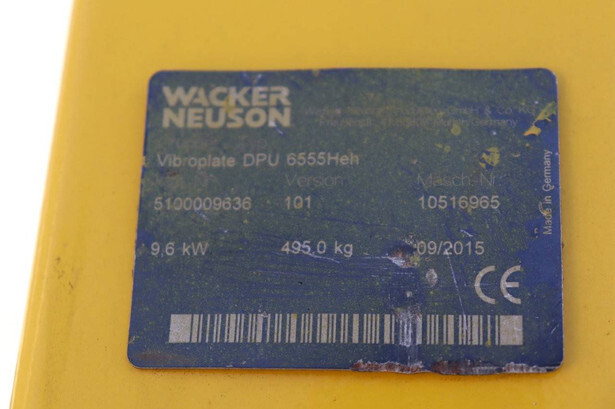 WACKER
NEUSON
Vibroplate DPU 6555Heh
Version Masch.-Nr.
5100009636 101 10516965
9,6 kW 495.0 kg 09/2015
Made in Germany
CE